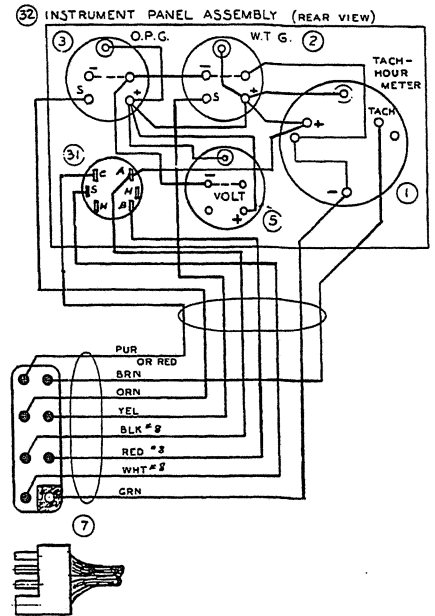 32 INSTRUMENT PANEL ASSEMBLY (REAR VIEW)
3 O.P.G. W.T G. 2
TACH-
HOUR
METER
- -
S + S +
+ TACH
31
C A
S H
H B
- VOLT +
5
-
1
PUR
OR RED
BRN
ORN
YEL
BLK #8
RED #8
WHT #8
GRN
7